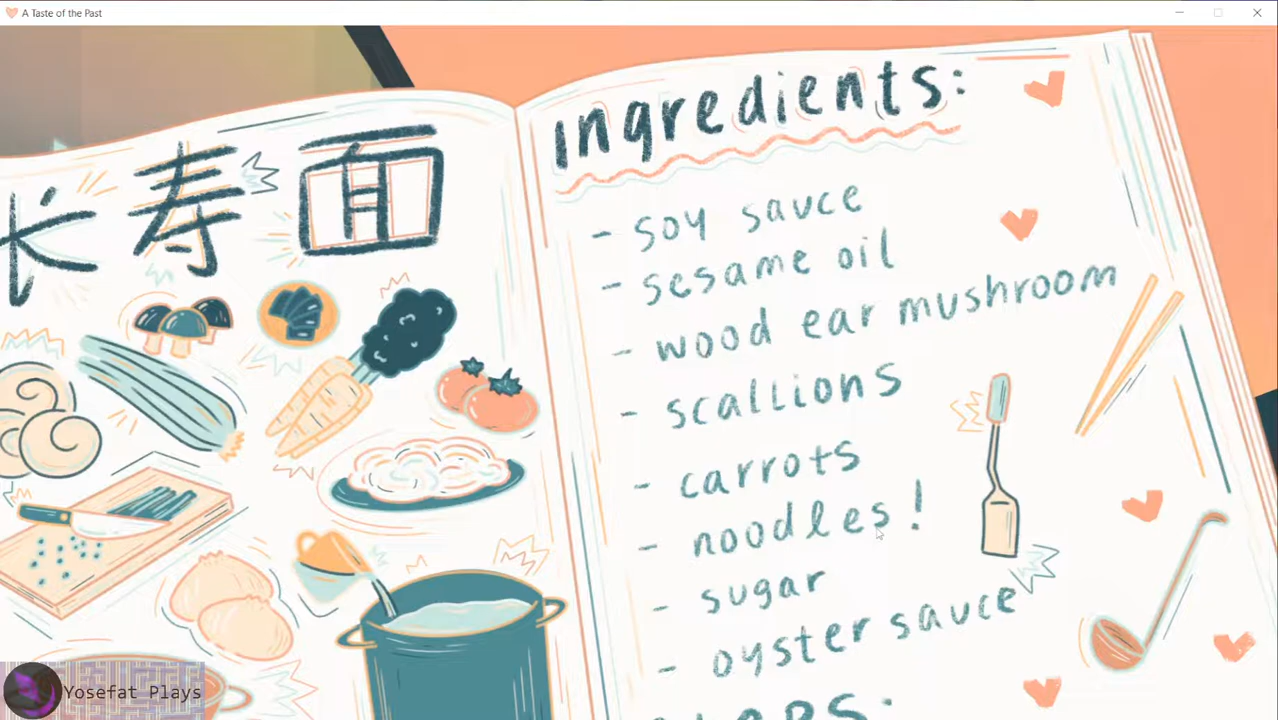 A Taste of the Past
长寿面
Ingredients:
- soy sauce
- sesame oil
- wood ear mushroom
- scallions
- carrots
- noodles!
- sugar
- oyster sauce
Yosefat Plays